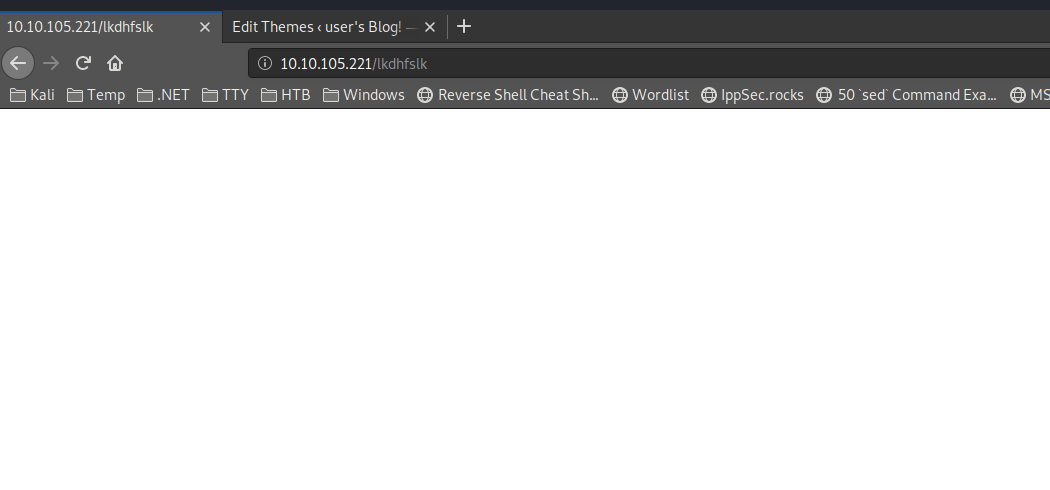 10.10.105.221/lkdhfslk Edit Themes ‹ user's Blog! —
10.10.105.221/lkdhfslk
Kali Temp .NET TTY HTB Windows Reverse Shell Cheat Sh... Wordlist IppSec.rocks 50 `sed` Command Exa... MS